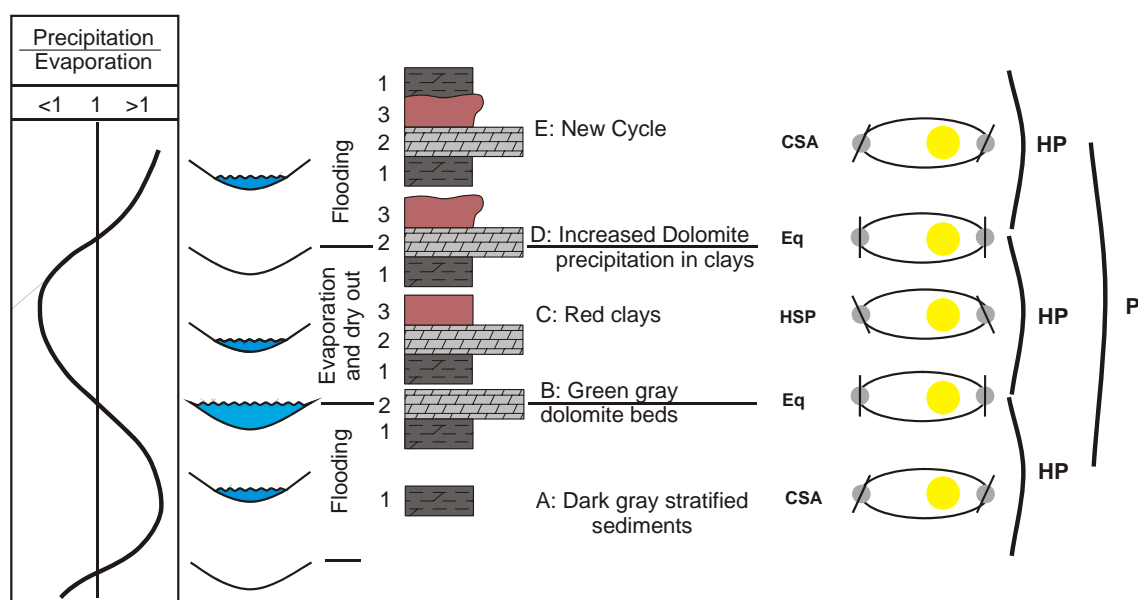 Precipitation
Evaporation
<1 1 >1
Flooding
Evaporation
and dry out
Flooding
1
3
2
1
3
2
1
3
2
1
2
1
1
E: New Cycle
D: Increased Dolomite
precipitation in clays
C: Red clays
B: Green gray
dolomite beds
A: Dark gray stratified
sediments
CSA
Eq
HSP
Eq
CSA
HP
HP
HP
P